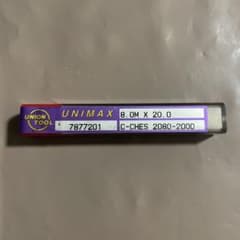 UNION
TOOL
UNIMAX
8.0M X 20.0
7877201
C-CHES 2080-2000